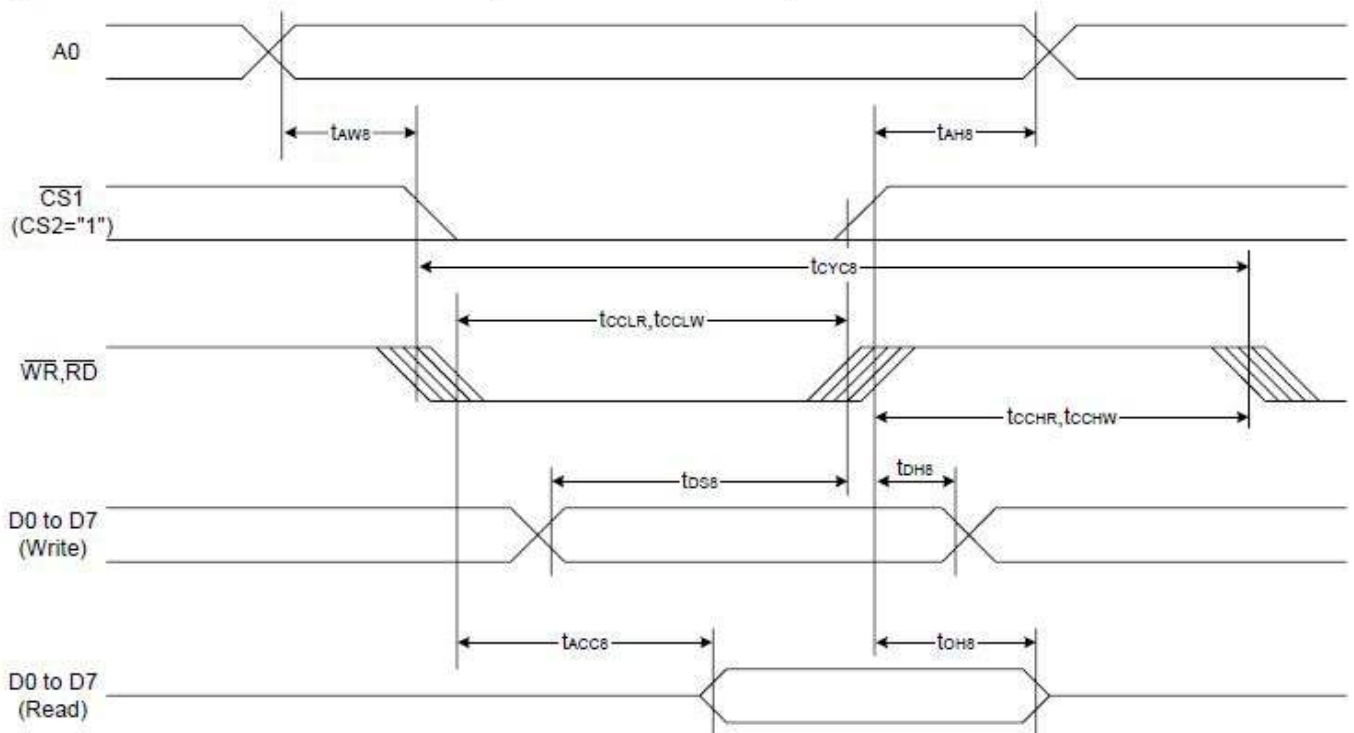 A0
tAW8
tAH8
CS1
(CS2="1")
tCYC8
tCCLR,tCCLW
WR,RD
tCCHR,tCCHW
tDS8
tDH8
D0 to D7
(Write)
tACC8
tOH8
D0 to D7
(Read)